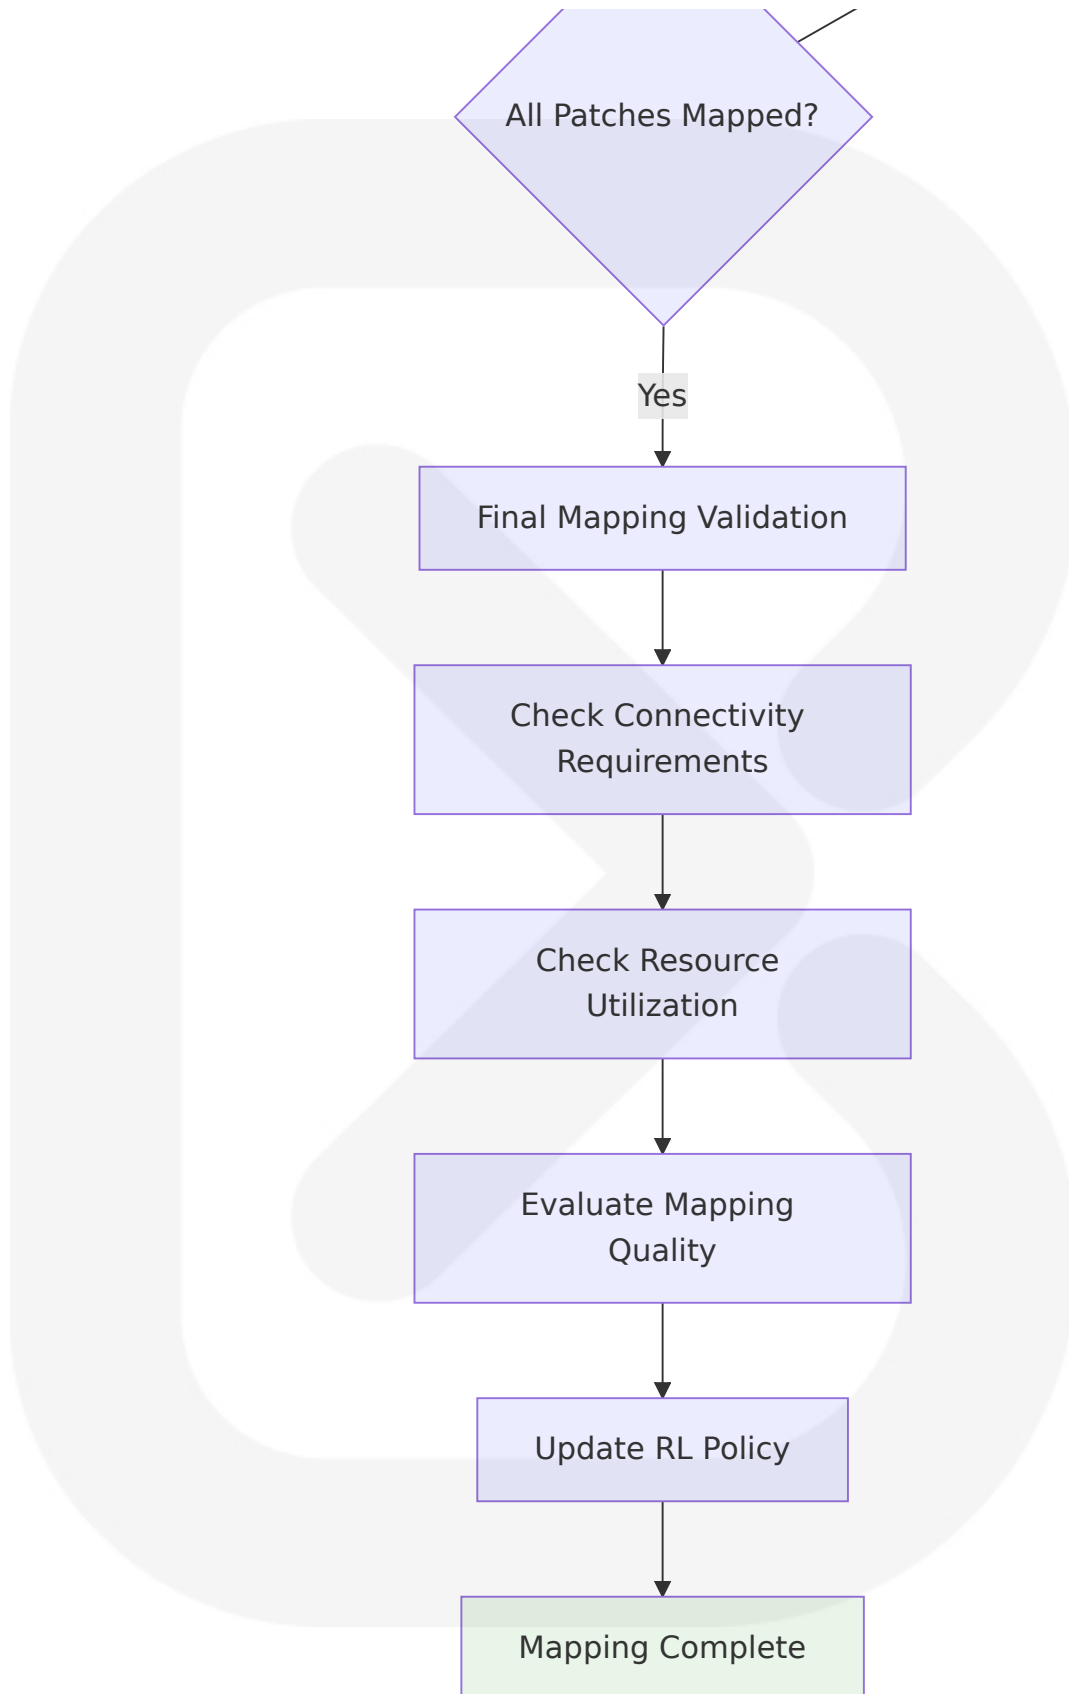 All Patches Mapped?
Yes
Final Mapping Validation
Check Connectivity
Requirements
Check Resource
Utilization
Evaluate Mapping
Quality
Update RL Policy
Mapping Complete